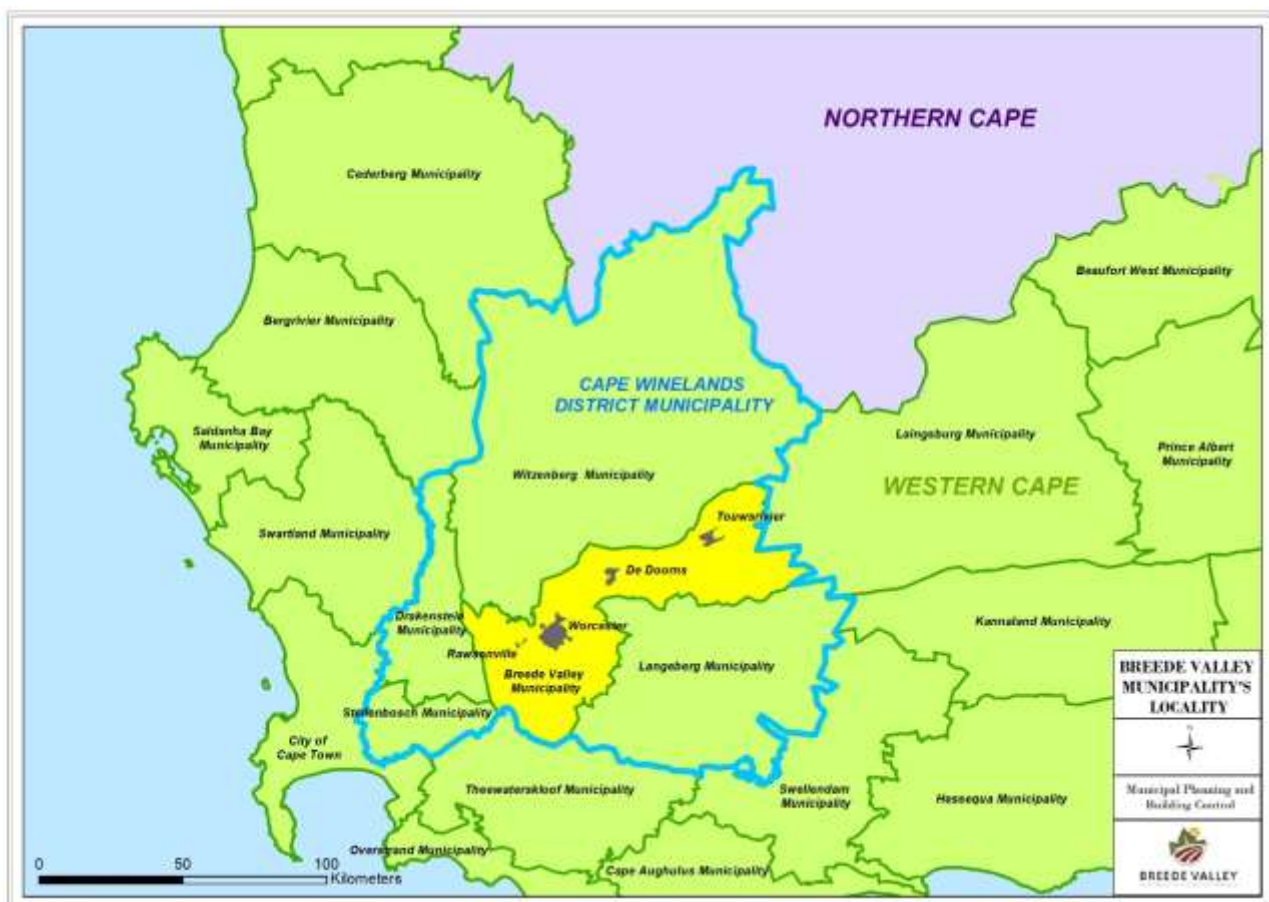 NORTHERN CAPE
Cederberg Municipality
Beaufort West Municipality
Bergrivier Municipality
CAPE WINELANDS
DISTRICT MUNICIPALITY
Saldanha Bay
Municipality
Laingsburg Municipality
Prince Albert
Municipality
Witzenberg Municipality
WESTERN CAPE
Touwsrivier
Swartland Municipality
De Dooms
Drakenstein
Municipality
Worcester
Kannaland Municipality
Rawsonville
Langeberg Municipality
Breede Valley
Municipality
Stellenbosch Municipality
City of
Cape Town
Theewaterskloof Municipality
Swellendam
Municipality
Hessequa Municipality
Overstrand Municipality
Cape Aughulus Municipality
0 50 100
Kilometers
BREEDE VALLEY
MUNICIPALITY'S
LOCALITY
N
Municipal Planning and
Building Control
BREEDE VALLEY